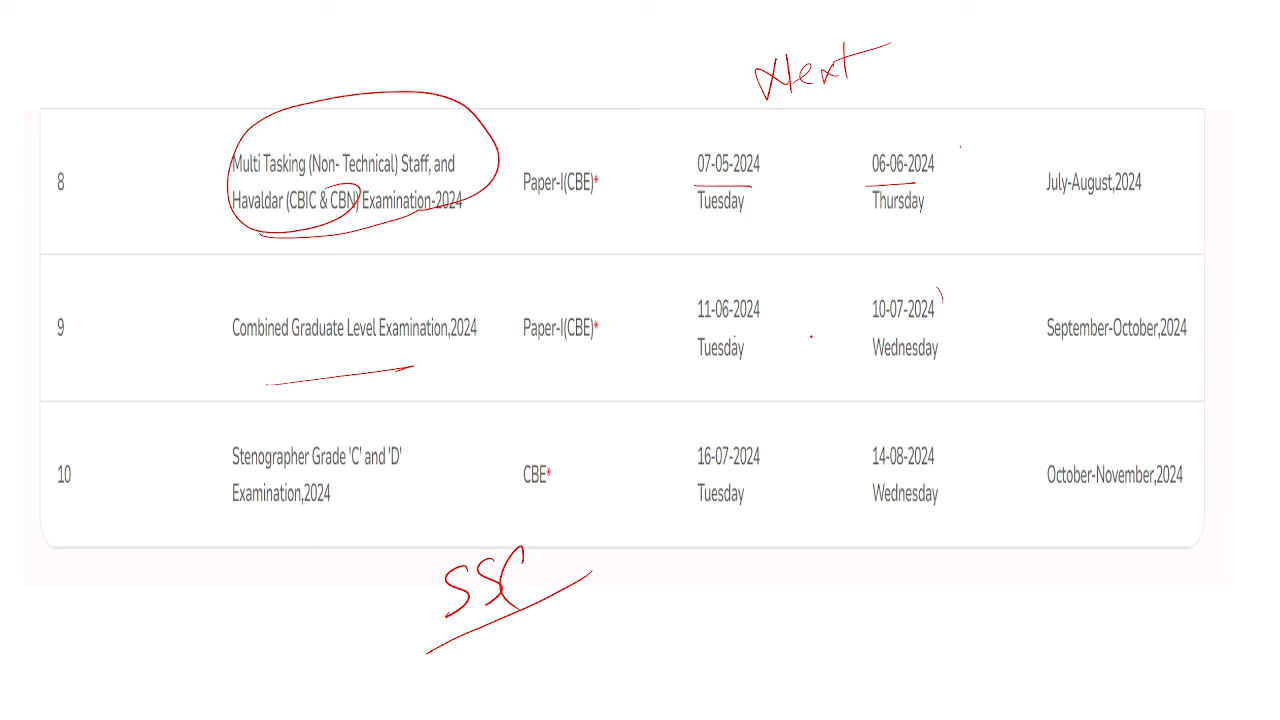 Next
8
Multi Tasking (Non- Technical) Staff, and
Havaldar (CBIC & CBN) Examination-2024
Paper-I(CBE)*
07-05-2024
Tuesday
06-06-2024
Thursday
July-August,2024
9
Combined Graduate Level Examination,2024
Paper-I(CBE)*
11-06-2024
Tuesday
10-07-2024
Wednesday
September-October,2024
10
Stenographer Grade 'C' and 'D'
Examination,2024
CBE*
16-07-2024
Tuesday
14-08-2024
Wednesday
October-November,2024
SSC